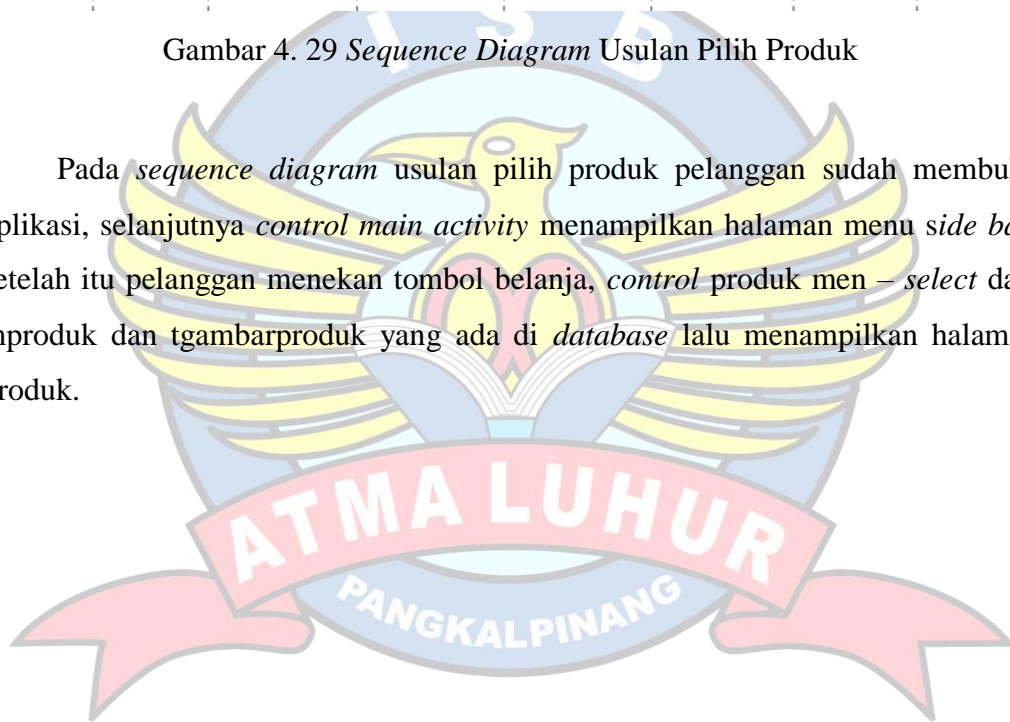 Gambar 4. 29 Sequence Diagram Usulan Pilih Produk
Pada sequence diagram usulan pilih produk pelanggan sudah membu
plikasi, selanjutnya control main activity menampilkan halaman menu side ba
etelah itu pelanggan menekan tombol belanja, control produk men – select da
produk dan tgambarproduk yang ada di database lalu menampilkan halam
roduk.
I S B
ATMA LUHUR
PANGKALPINANG